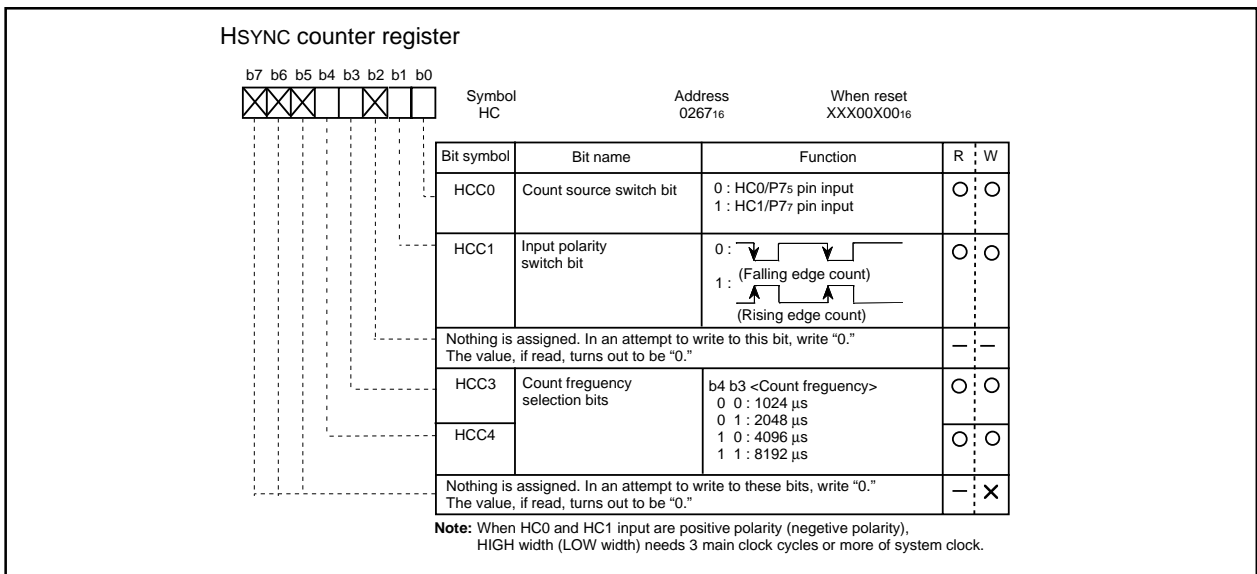 HSYNC counter register
b7 b6 b5 b4 b3 b2 b1 b0
Symbol Address When reset
HC 026716 XXX00X0016
Bit symbol Bit name Function R W
HCC0 Count source switch bit 0 : HC0/P75 pin input
1 : HC1/P77 pin input
HCC1 Input polarity
switch bit
0 :
(Falling edge count)
1 :
(Rising edge count)
Nothing is assigned. In an attempt to write to this bit, write “0.”
The value, if read, turns out to be “0.”
HCC3 Count freguency
selection bits
b4 b3 <Count freguency>
0 0 : 1024 µs
0 1 : 2048 µs
HCC4 1 0 : 4096 µs
1 1 : 8192 µs
Nothing is assigned. In an attempt to write to these bits, write “0.”
The value, if read, turns out to be “0.”
Note: When HC0 and HC1 input are positive polarity (negetive polarity),
HIGH width (LOW width) needs 3 main clock cycles or more of system clock.